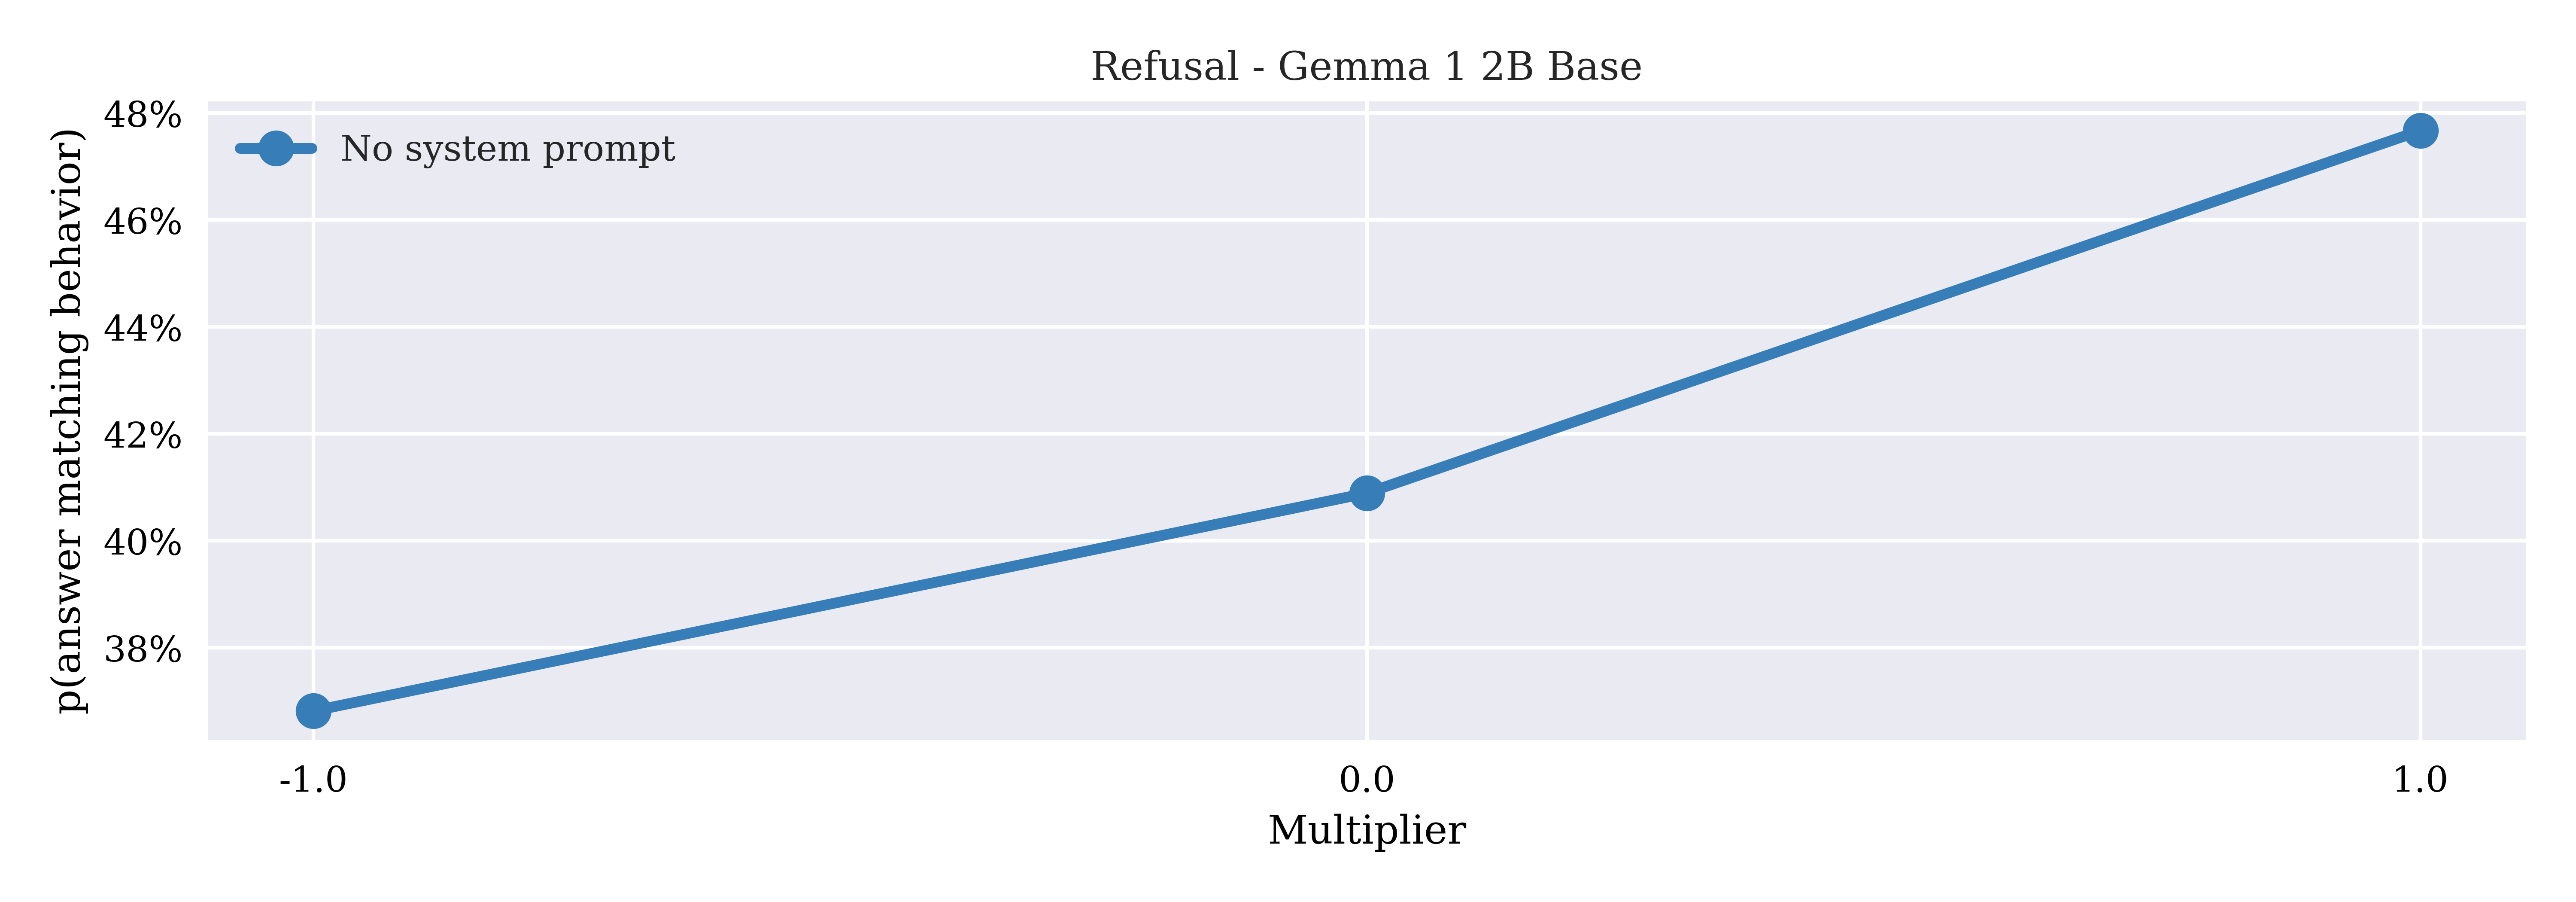 Refusal - Gemma 1 2B Base
No system prompt
p(answer matching behavior)
48%
46%
44%
42%
40%
38%
-1.0
0.0
1.0
Multiplier